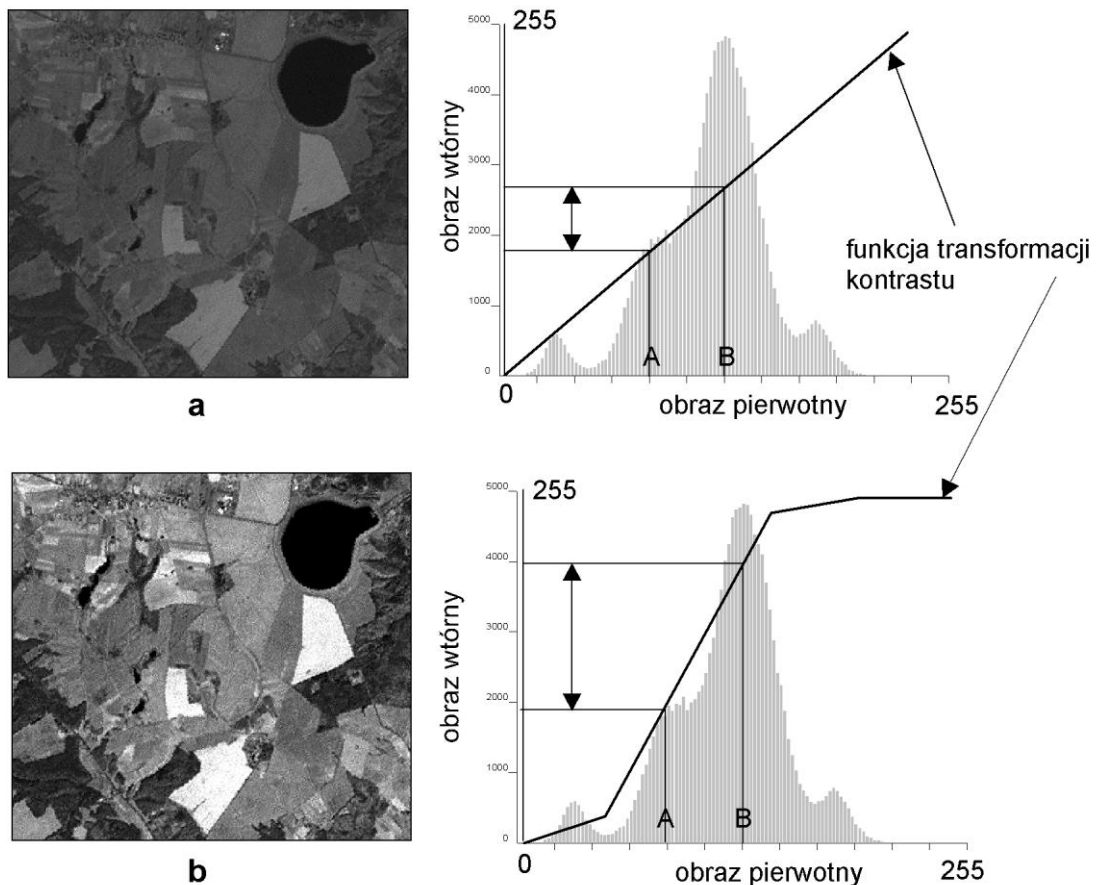 255
5000
4000
3000
2000
1000
0
obraz wtórny
A
B
0
obraz pierwotny
255
funkcja transformacji
kontrastu
a
255
5000
4000
3000
2000
1000
0
obraz wtórny
A
B
0
obraz pierwotny
255
b